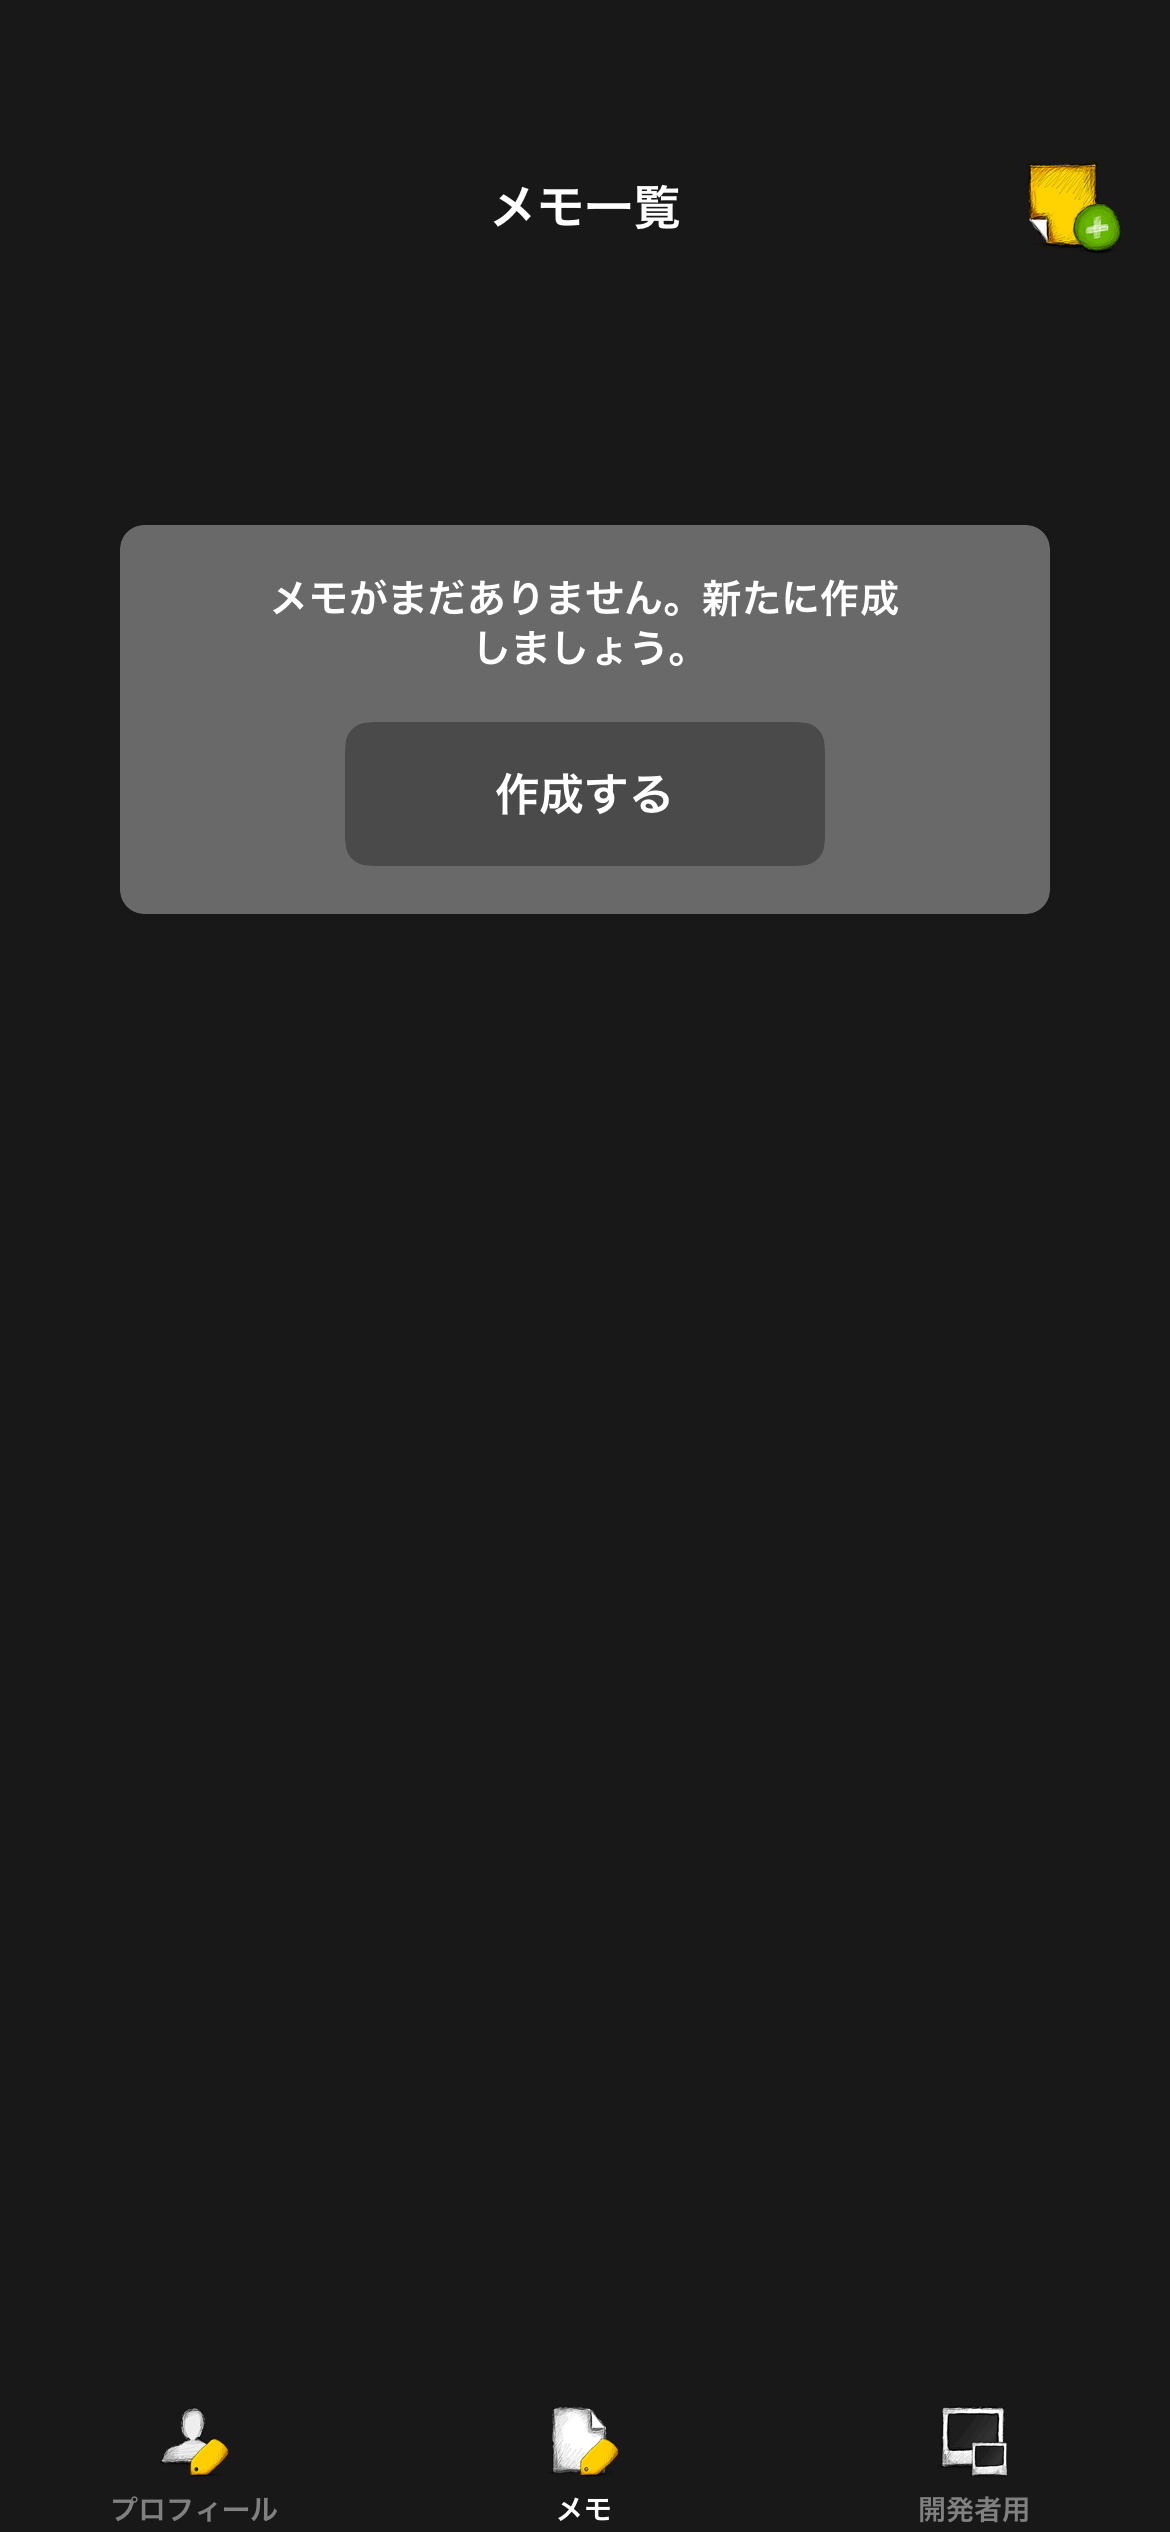 メモ一覧
メモがまだありません。新たに作成
しましょう。
作成する
プロフィール
メモ
開発者用